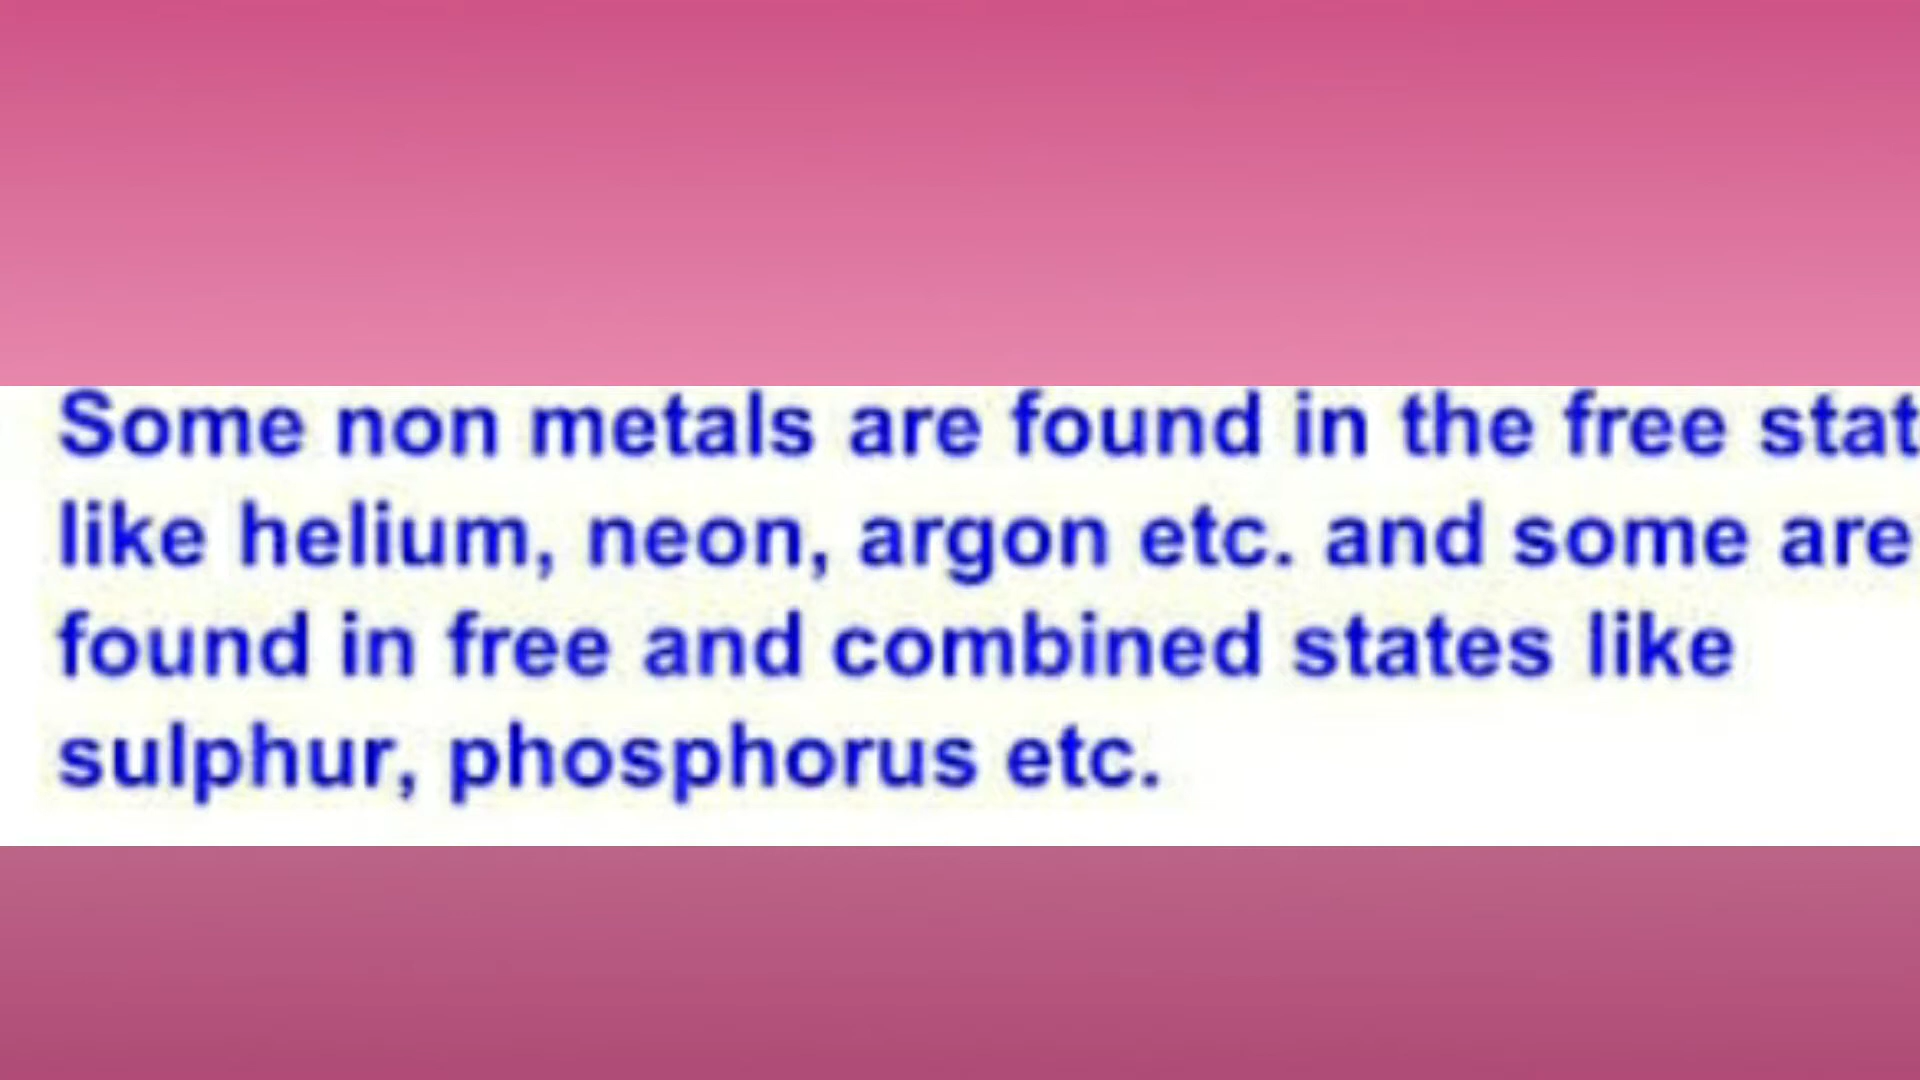 Some non metals are found in the free stat
like helium, neon, argon etc. and some are
found in free and combined states like
sulphur, phosphorus etc.